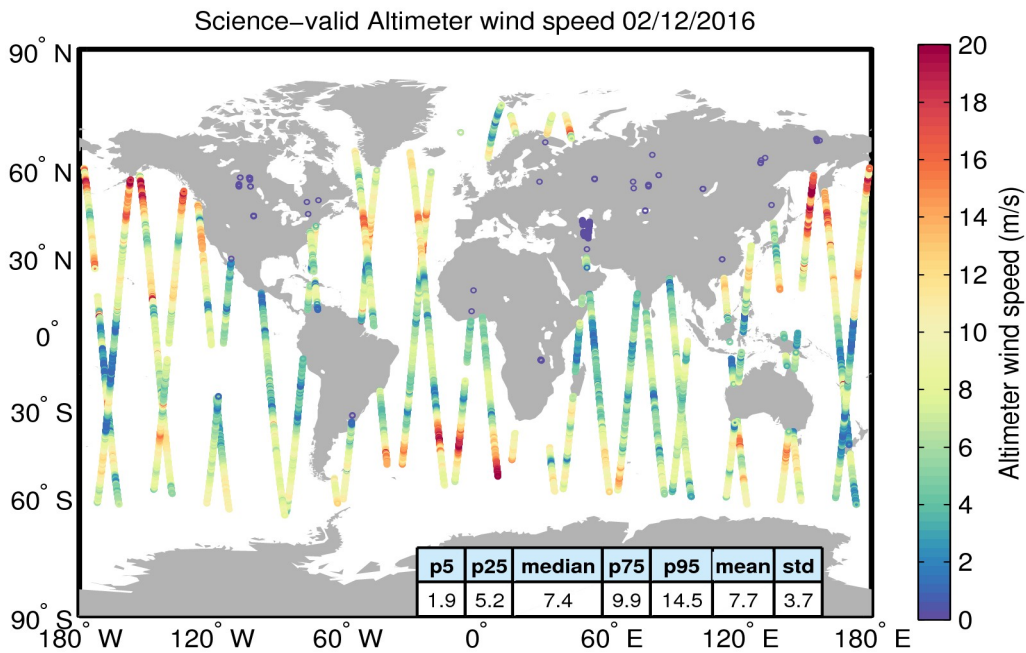 Science−valid Altimeter wind speed 02/12/2016
90° N
60° N
30° N
0°
30° S
60° S
90° S
180° W
120° W
60° W
0°
60° E
120° E
180° E
p5 p25 median p75 p95 mean std
1.9 5.2 7.4 9.9 14.5 7.7 3.7
20
18
16
14
12
10
8
6
4
2
0
Altimeter wind speed (m/s)